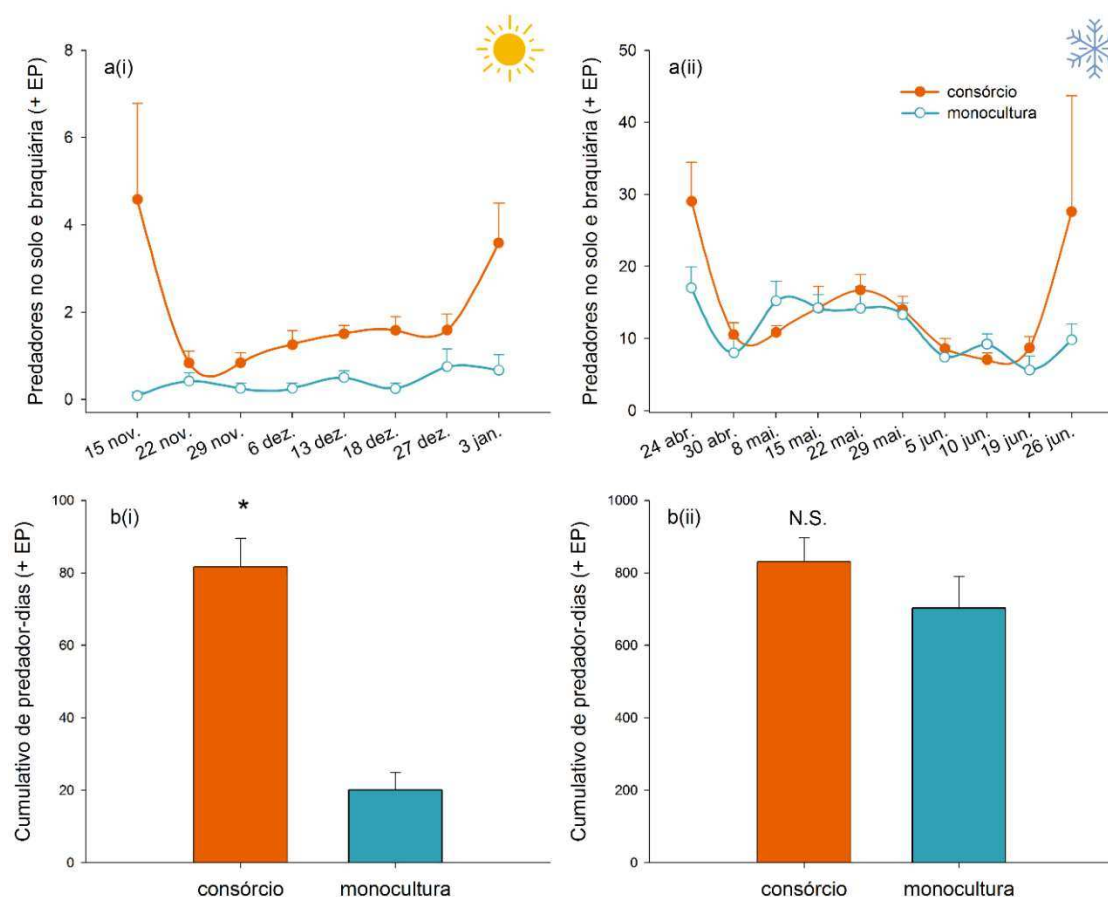 a(i)
Predadores no solo e braquiária (+ EP)
8
6
4
2
0
15 nov.
22 nov.
29 nov.
6 dez.
13 dez.
18 dez.
27 dez.
3 jan.
a(ii)
consórcio
monocultura
Predadores no solo e braquiária (+ EP)
50
40
30
20
10
0
24 abr.
30 abr.
8 mai.
15 mai.
22 mai.
29 mai.
5 jun.
10 jun.
19 jun.
26 jun.
b(i)
*
Cumulativo de predador-dias (+ EP)
100
80
60
40
20
0
consórcio
monocultura
b(ii)
N.S.
Cumulativo de predador-dias (+ EP)
1000
800
600
400
200
0
consórcio
monocultura